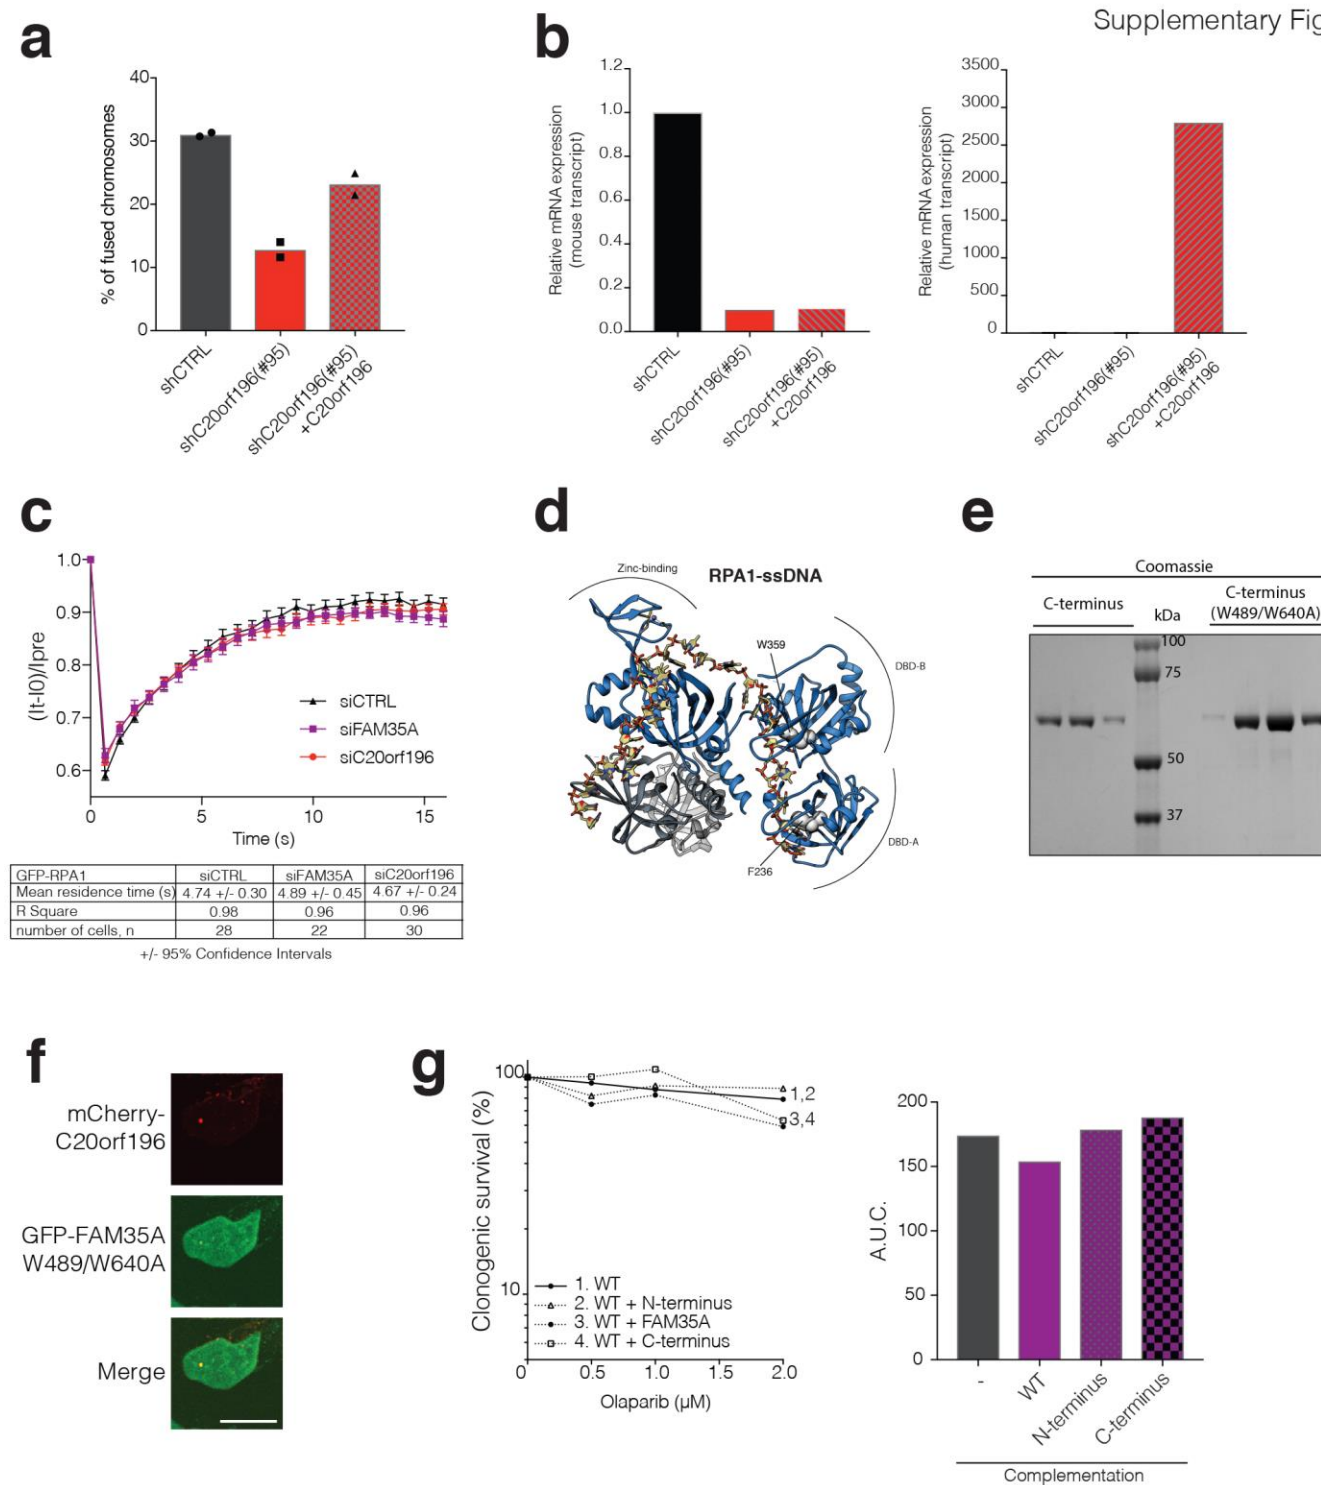 Supplementary Fig
a
% of fused chromosomes
40
30
20
10
0
shCTRL
shC20orf196(#95)
shC20orf196(#95)
+C20orf196
b
Relative mRNA expression
(mouse transcript)
1.2
1.0
0.8
0.6
0.4
0.2
0.0
shCTRL
shC20orf196(#95)
shC20orf196(#95)
+C20orf196
Relative mRNA expression
(human transcript)
3500
3000
2500
2000
1500
1000
500
0
shCTRL
shC20orf196(#95)
shC20orf196(#95)
+C20orf196
c
(It-I0)/Ipre
1.0
0.9
0.8
0.7
0.6
siCTRL
siFAM35A
siC20orf196
0 5 10 15
Time (s)
GFP-RPA1 siCTRL siFAM35A siC20orf196
Mean residence time (s) 4.74 +/- 0.30 4.89 +/- 0.45 4.67 +/- 0.24
R Square 0.98 0.96 0.96
number of cells, n 28 22 30
+/- 95% Confidence Intervals
d
Zinc-binding
RPA1-ssDNA
W359
DBD-B
DBD-A
F236
e
Coomassie
C-terminus kDa C-terminus
(W489/W640A)
100
75
50
37
f
mCherry-
C20orf196
GFP-FAM35A
W489/W640A
Merge
g
Clonogenic survival (%)
100
10
1,2
3,4
1. WT
2. WT + N-terminus
3. WT + FAM35A
4. WT + C-terminus
0 0.5 1.0 2.0
Olaparib (µM)
A.U.C.
200
150
100
50
0
-
WT
N-terminus
C-terminus
Complementation